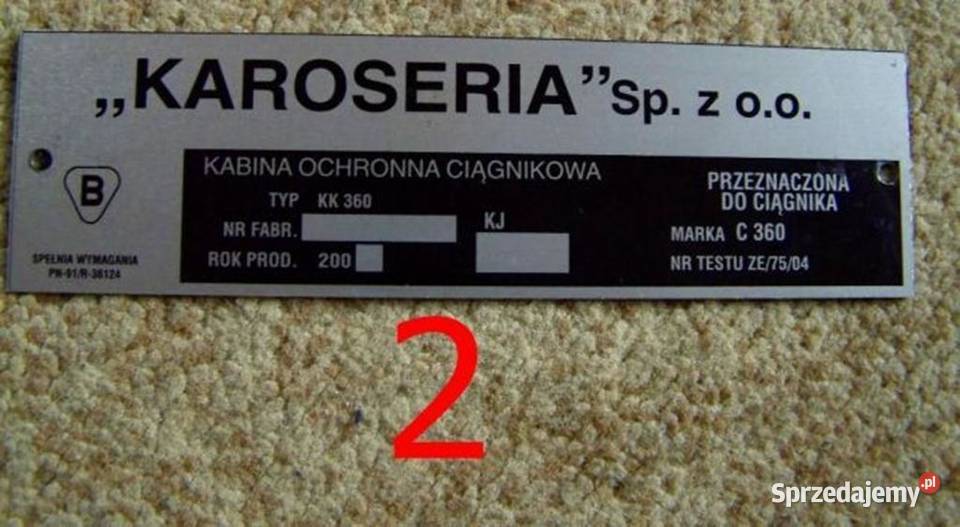 „KAROSERIA” Sp. z o.o.
B
SPEŁNIA WYMAGANIA
PN-91/R-36124
KABINA OCHRONNA CIĄGNIKOWA
TYP KK 360
NR FABR.
KJ
ROK PROD. 200
PRZEZNACZONA
DO CIĄGNIKA
MARKA C 360
NR TESTU ZE/75/04
2
Sprzedajemy.pl